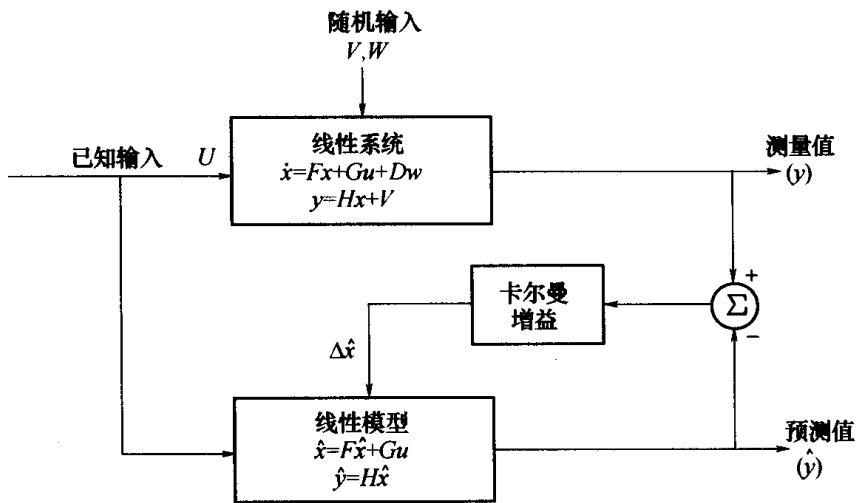 随机输入
V,W
线性系统
ẋ=Fx+Gu+Dw
y=Hx+V
已知输入 U
测量值
(y)
+
Σ
−
卡尔曼
增益
Δx̂
线性模型
x̂=Fx̂+Gu
ŷ=Hx̂
预测值
(ŷ)